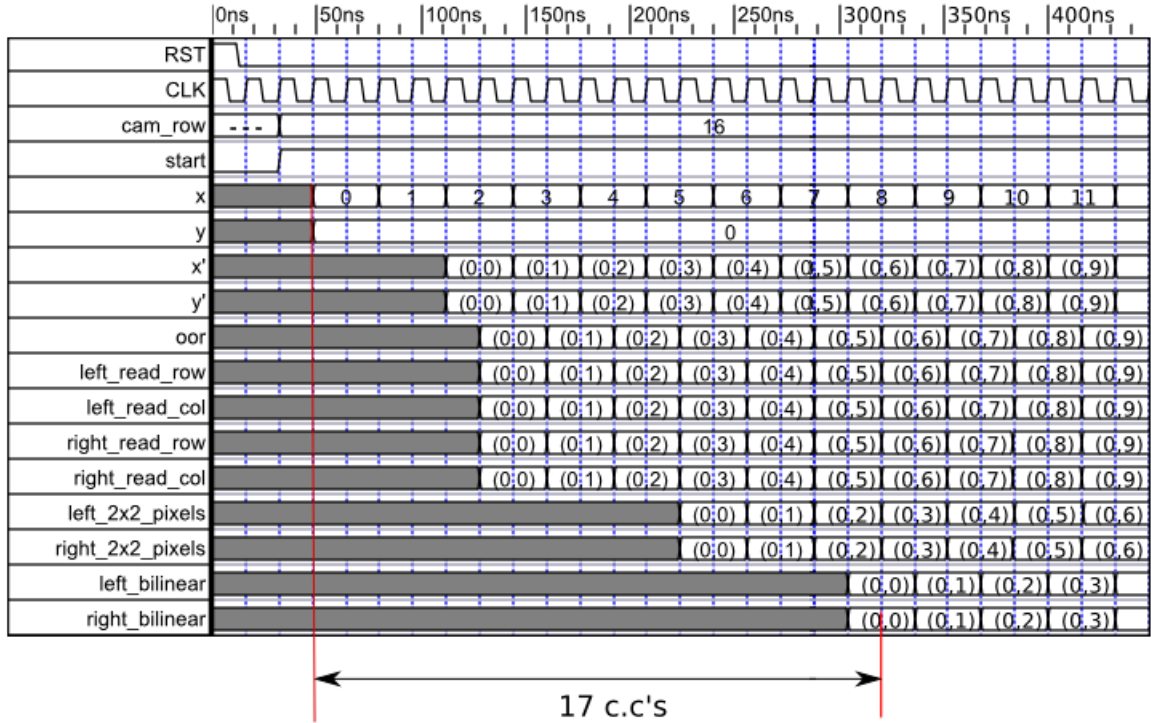 0ns 50ns 100ns 150ns 200ns 250ns 300ns 350ns 400ns
RST
CLK
cam_row --- 16
start
x 0 1 2 3 4 5 6 7 8 9 10 11
y 0
x' (0,0) (0,1) (0,2) (0,3) (0,4) (0,5) (0,6) (0,7) (0,8) (0,9)
y' (0,0) (0,1) (0,2) (0,3) (0,4) (0,5) (0,6) (0,7) (0,8) (0,9)
oor (0,0) (0,1) (0,2) (0,3) (0,4) (0,5) (0,6) (0,7) (0,8) (0,9)
left_read_row (0,0) (0,1) (0,2) (0,3) (0,4) (0,5) (0,6) (0,7) (0,8) (0,9)
left_read_col (0,0) (0,1) (0,2) (0,3) (0,4) (0,5) (0,6) (0,7) (0,8) (0,9)
right_read_row (0,0) (0,1) (0,2) (0,3) (0,4) (0,5) (0,6) (0,7) (0,8) (0,9)
right_read_col (0,0) (0,1) (0,2) (0,3) (0,4) (0,5) (0,6) (0,7) (0,8) (0,9)
left_2x2_pixels (0,0) (0,1) (0,2) (0,3) (0,4) (0,5) (0,6)
right_2x2_pixels (0,0) (0,1) (0,2) (0,3) (0,4) (0,5) (0,6)
left_bilinear (0,0) (0,1) (0,2) (0,3)
right_bilinear (0,0) (0,1) (0,2) (0,3)
17 c.c's